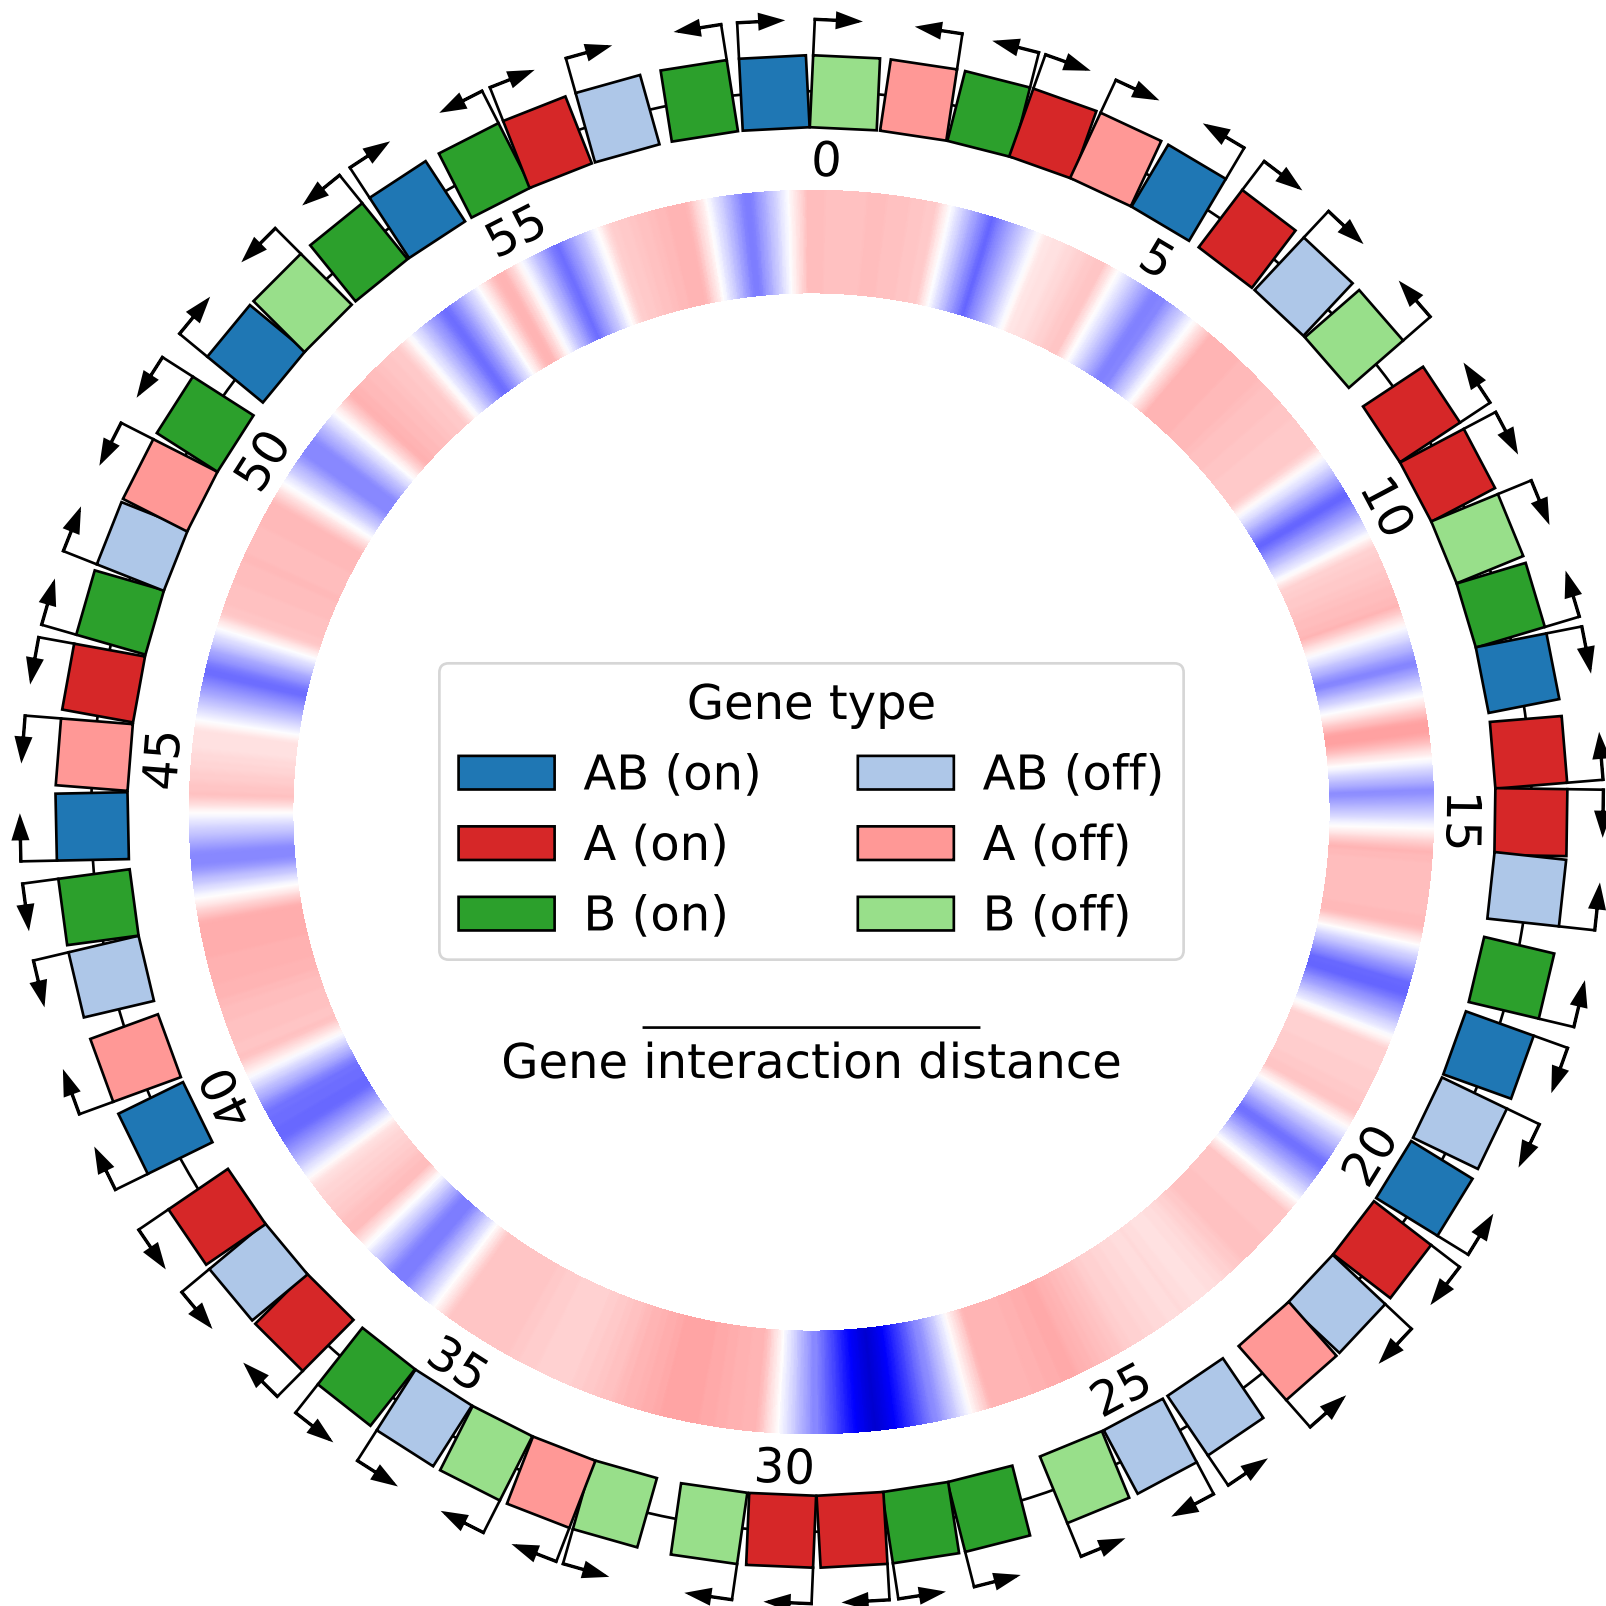 0
5
10
15
20
25
30
35
40
45
50
55
Gene type
AB (on) AB (off)
A (on) A (off)
B (on) B (off)
Gene interaction distance